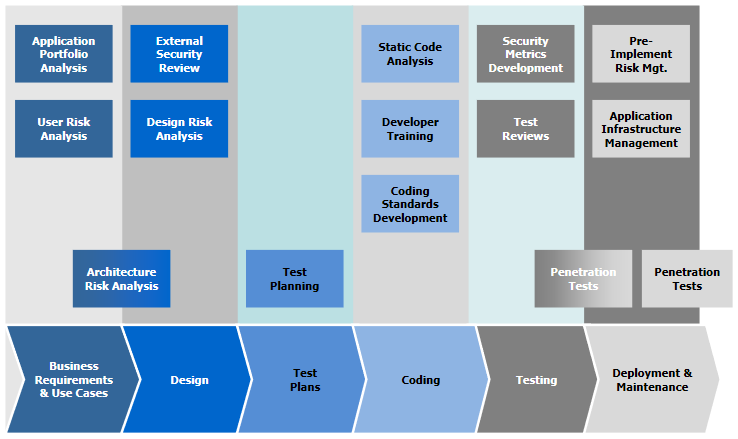 Application
Portfolio
Analysis
External
Security
Review
Static Code
Analysis
Security
Metrics
Development
Pre-
Implement
Risk Mgt.
User Risk
Analysis
Design Risk
Analysis
Developer
Training
Test
Reviews
Application
Infrastructure
Management
Coding
Standards
Development
Architecture
Risk Analysis
Test
Planning
Penetration
Tests
Penetration
Tests
Business
Requirements
& Use Cases
Design
Test
Plans
Coding
Testing
Deployment &
Maintenance